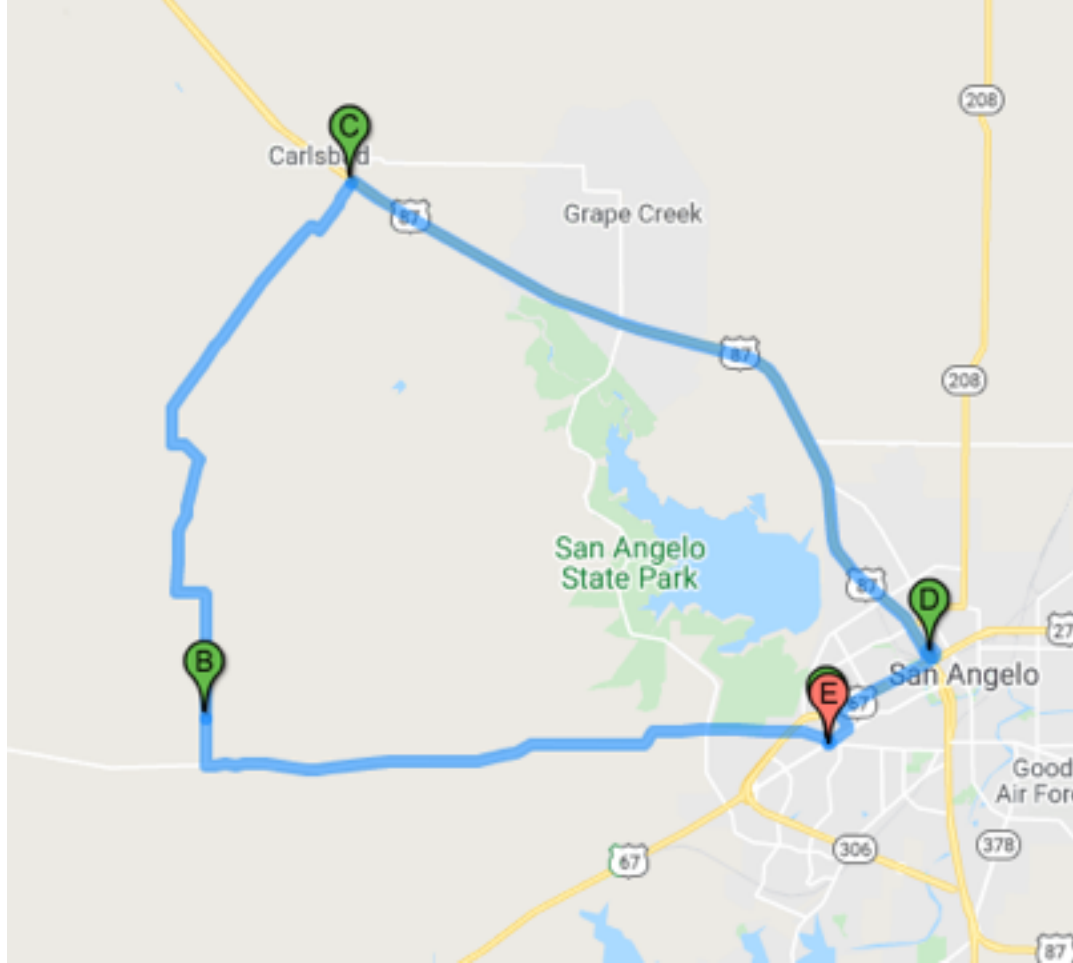 208
C
Carlsbad
87
Grape Creek
87
208
San Angelo
State Park
87
D
27
B
San Angelo
E
67
Good
Air For
306
378
67
87